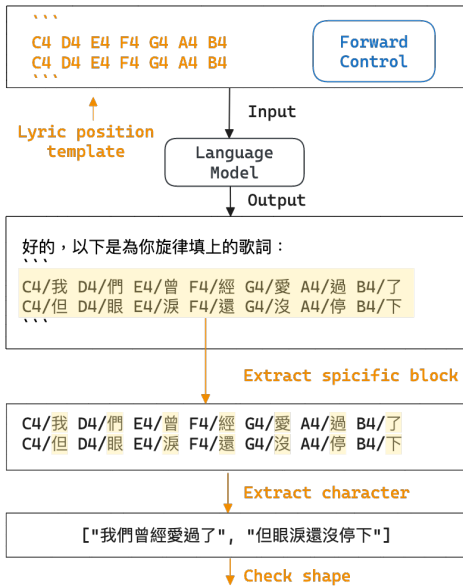 ```
C4 D4 E4 F4 G4 A4 B4
C4 D4 E4 F4 G4 A4 B4
```
Forward
Control
Lyric position
template
Input
Language
Model
Output
好的，以下是為你旋律填上的歌詞：
```
C4/我 D4/們 E4/曾 F4/經 G4/愛 A4/過 B4/了
C4/但 D4/眼 E4/淚 F4/還 G4/沒 A4/停 B4/下
```
Extract spicific block
C4/我 D4/們 E4/曾 F4/經 G4/愛 A4/過 B4/了
C4/但 D4/眼 E4/淚 F4/還 G4/沒 A4/停 B4/下
Extract character
["我們曾經愛過了", "但眼淚還沒停下"]
Check shape